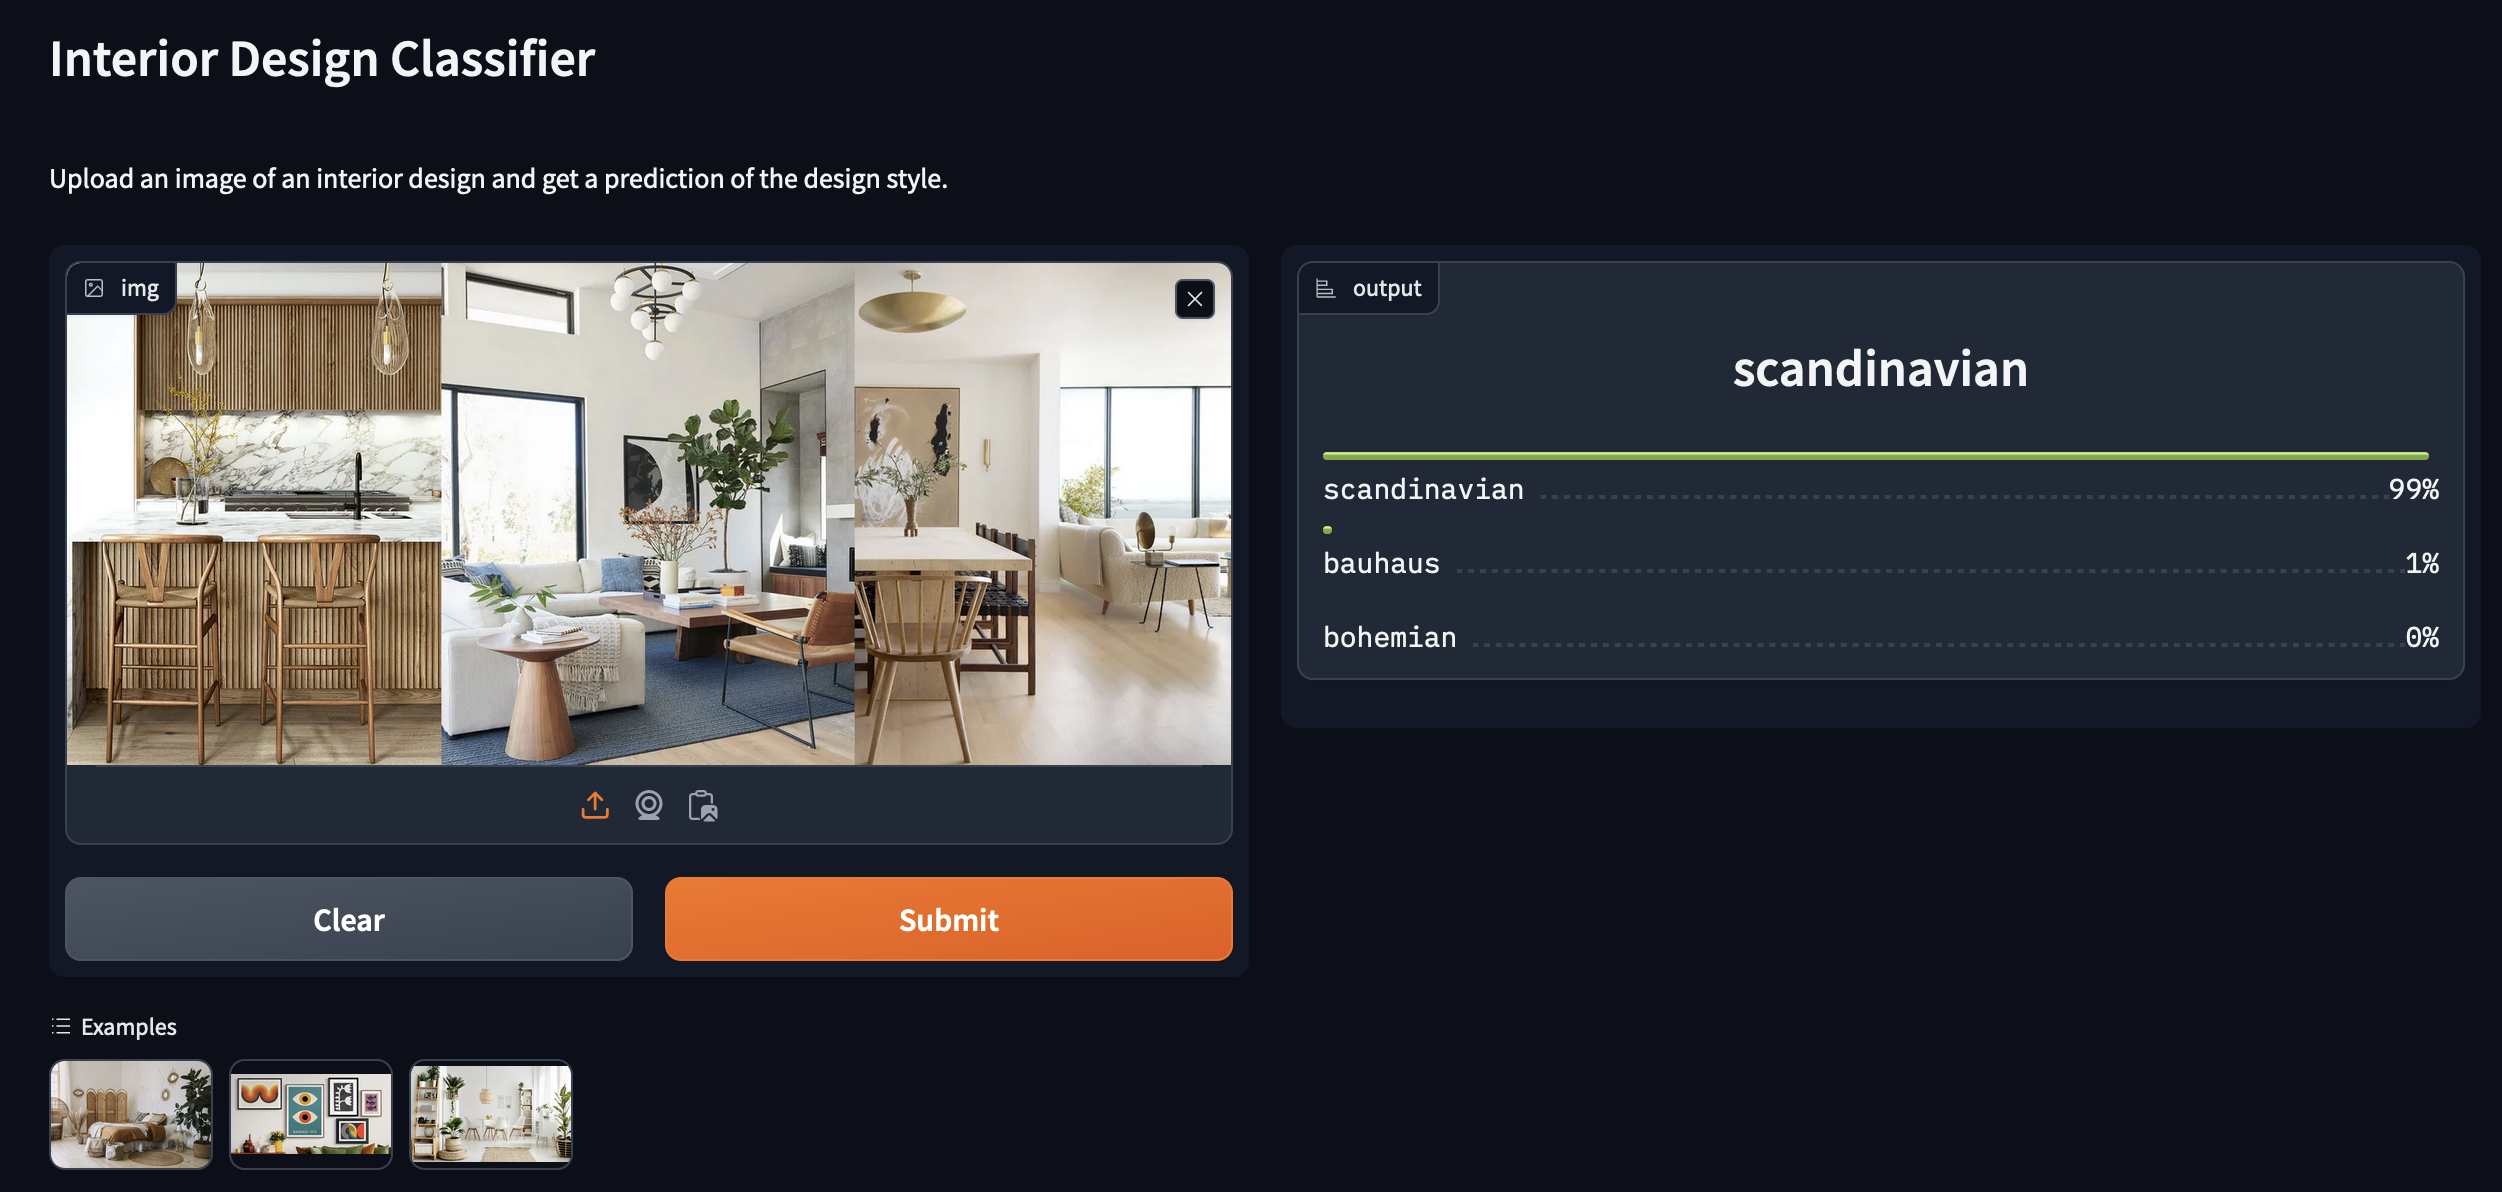 Interior Design Classifier
Upload an image of an interior design and get a prediction of the design style.
img
output
scandinavian
scandinavian 99%
bauhaus 1%
bohemian 0%
Clear
Submit
Examples